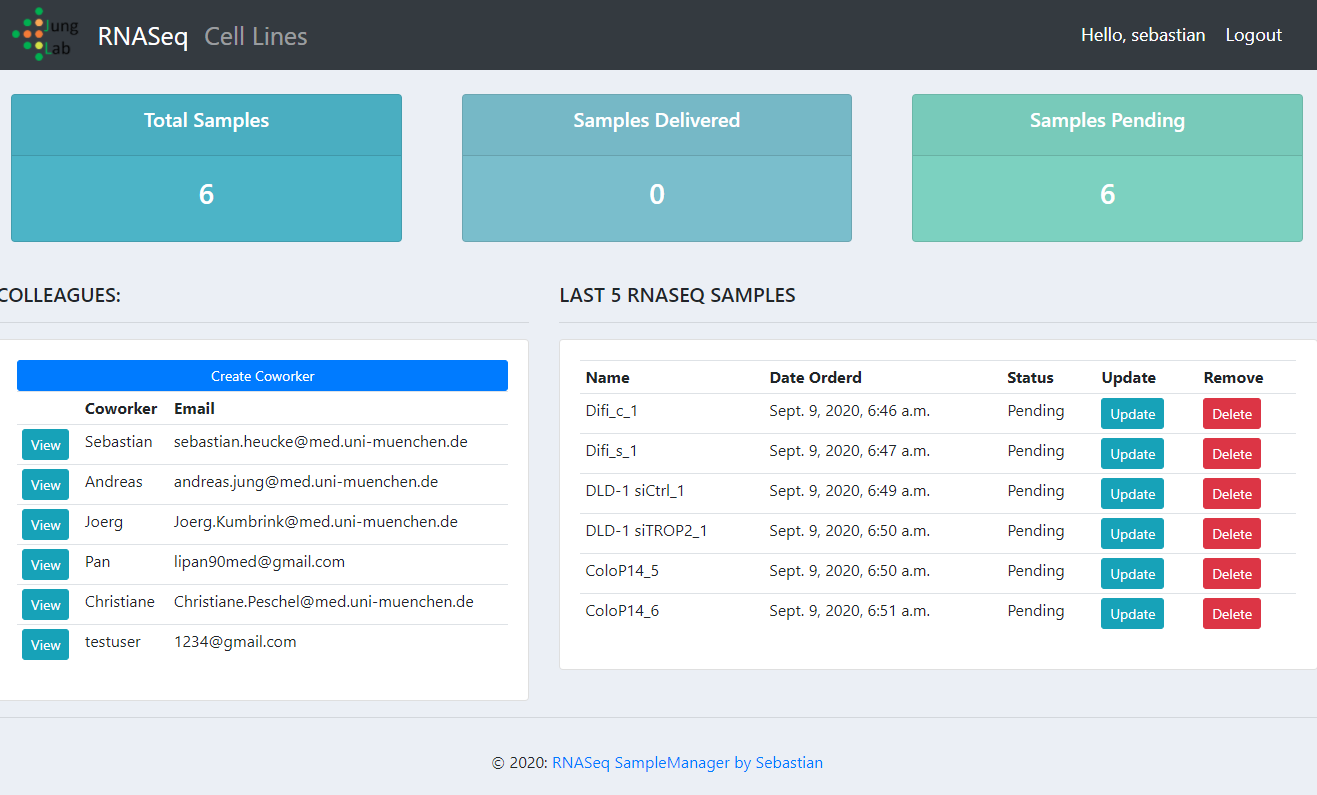 Jung
Lab
RNASeq Cell Lines Hello, sebastian Logout
Total Samples Samples Delivered Samples Pending
6 0 6
COLLEAGUES:
Create Coworker
Coworker Email
View Sebastian sebastian.heucke@med.uni-muenchen.de
View Andreas andreas.jung@med.uni-muenchen.de
View Joerg Joerg.Kumbrink@med.uni-muenchen.de
View Pan lipan90med@gmail.com
View Christiane Christiane.Peschel@med.uni-muenchen.de
View testuser 1234@gmail.com
LAST 5 RNASEQ SAMPLES
Name Date Orderd Status Update Remove
Difi_c_1 Sept. 9, 2020, 6:46 a.m. Pending Update Delete
Difi_s_1 Sept. 9, 2020, 6:47 a.m. Pending Update Delete
DLD-1 siCtrl_1 Sept. 9, 2020, 6:49 a.m. Pending Update Delete
DLD-1 siTROP2_1 Sept. 9, 2020, 6:50 a.m. Pending Update Delete
ColoP14_5 Sept. 9, 2020, 6:50 a.m. Pending Update Delete
ColoP14_6 Sept. 9, 2020, 6:51 a.m. Pending Update Delete
© 2020: RNASeq SampleManager by Sebastian